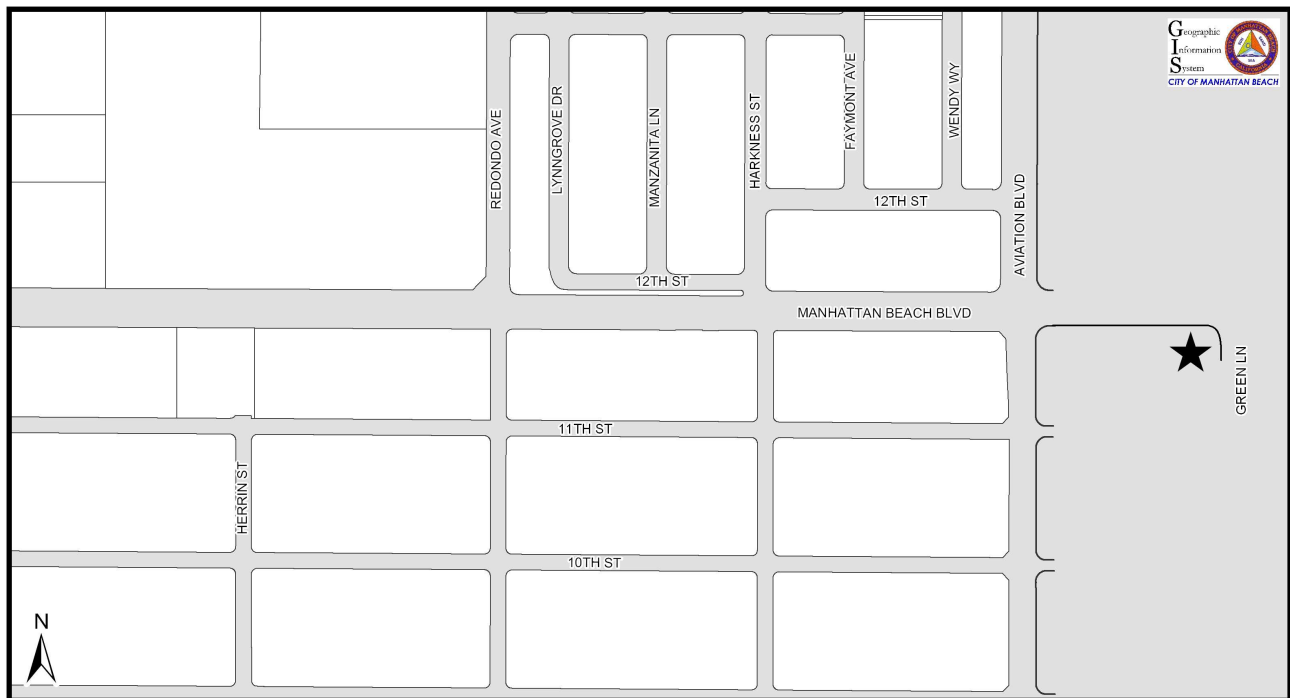 Geographic
Information
System
CITY OF MANHATTAN BEACH
REDONDO AVE
LYNNGROVE DR
MANZANITA LN
HARKNESS ST
FAYMONT AVE
WENDY WY
AVIATION BLVD
12TH ST
12TH ST
MANHATTAN BEACH BLVD
GREEN LN
11TH ST
HERRIN ST
10TH ST
N